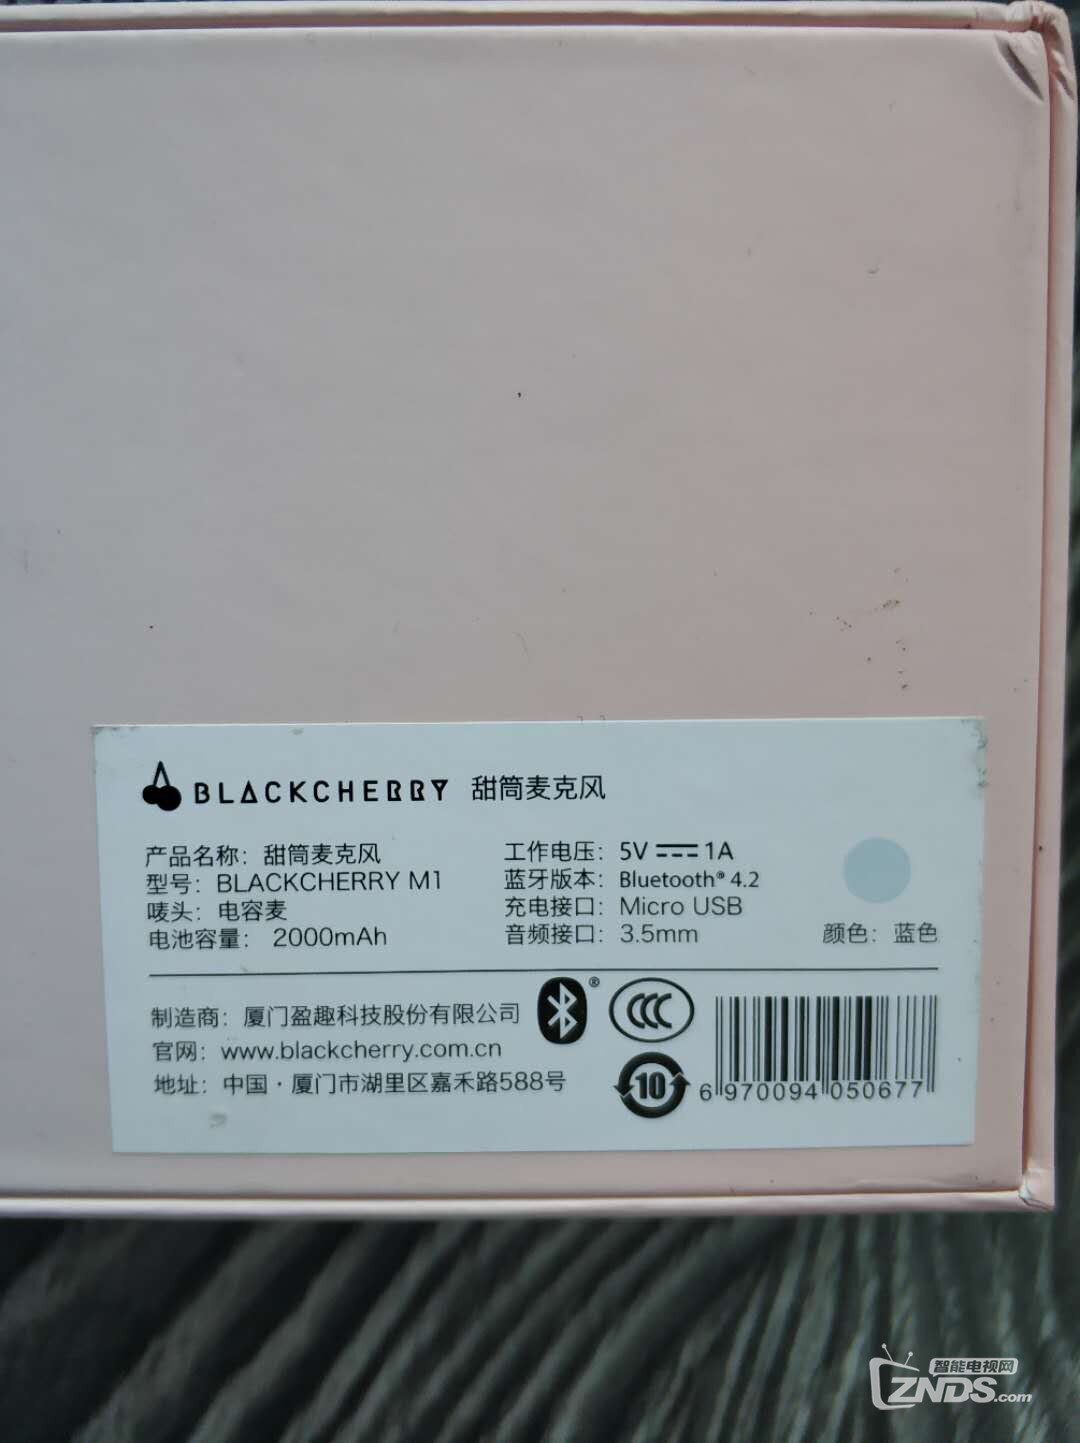 BLACKCHERRY 甜筒麦克风
产品名称：甜筒麦克风
型号：BLACKCHERRY M1
唛头：电容麦
电池容量： 2000mAh
工作电压：5V 1A
蓝牙版本：Bluetooth® 4.2
充电接口：Micro USB
音频接口：3.5mm
颜色：蓝色
制造商：厦门盈趣科技股份有限公司
官网：www.blackcherry.com.cn
地址：中国·厦门市湖里区嘉禾路588号
®
CCC
10
6 970094 050677
智能电视网
ZNDS.com